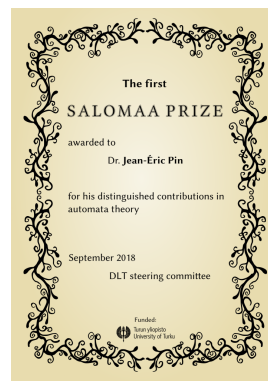 The first
SALOMAA PRIZE
awarded to
Dr. Jean-Éric Pin
for his distinguished contributions in
automata theory
September 2018
DLT steering committee
Funded:
Turun yliopisto
University of Turku